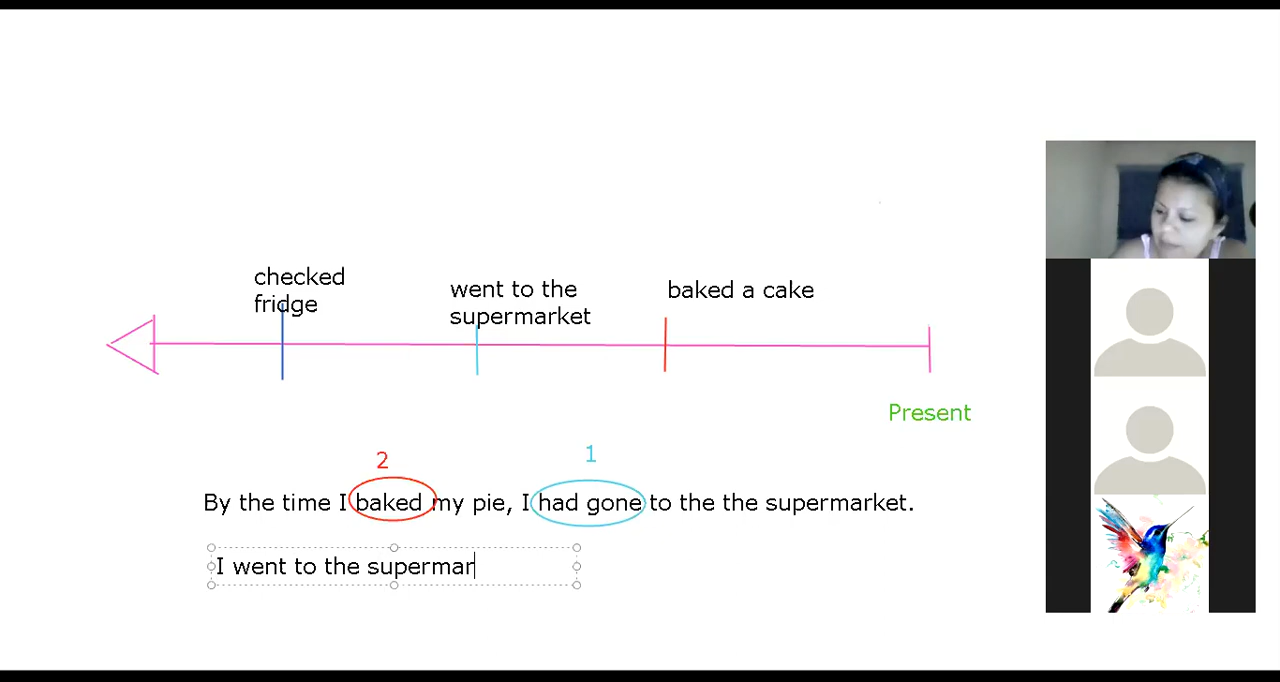 checked
fridge
went to the
supermarket
baked a cake
Present
2
1
By the time I baked my pie, I had gone to the the supermarket.
I went to the supermar